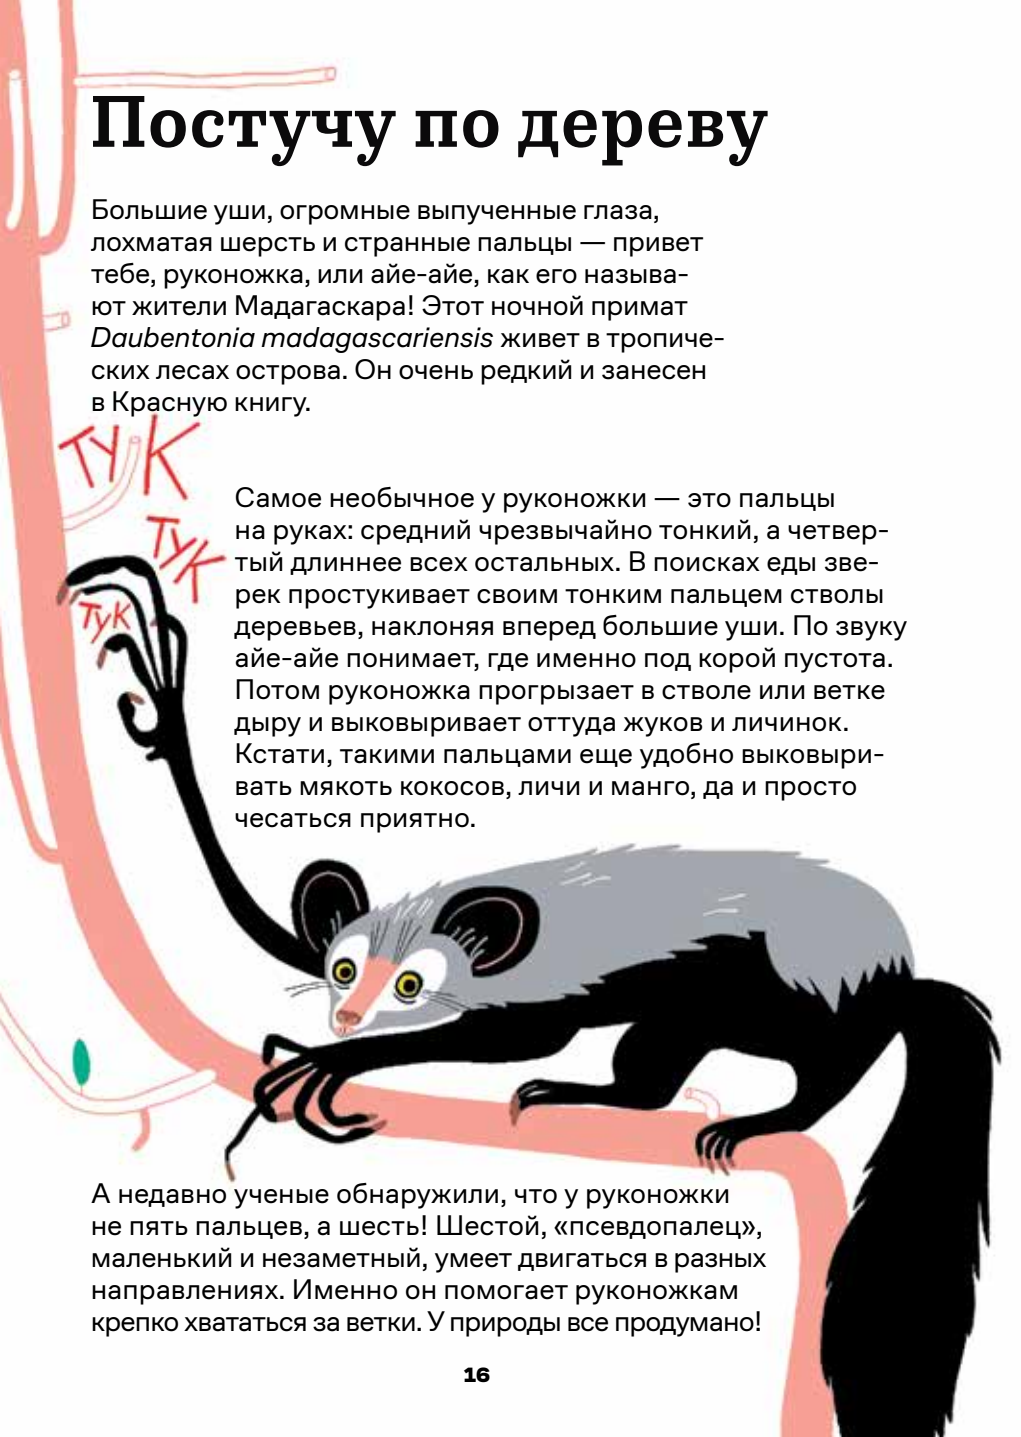 Постучу по дереву
Большие уши, огромные выпученные глаза,
лохматая шерсть и странные пальцы — привет
тебе, руконожка, или айе-айе, как его называ-
ют жители Мадагаскара! Этот ночной примат
Daubentonia madagascariensis живет в тропиче-
ских лесах острова. Он очень редкий и занесен
в Красную книгу.
ТУК
ТУК
ТУК
Самое необычное у руконожки — это пальцы
на руках: средний чрезвычайно тонкий, а четвер-
тый длиннее всех остальных. В поисках еды зве-
рек простукивает своим тонким пальцем стволы
деревьев, наклоняя вперед большие уши. По звуку
айе-айе понимает, где именно под корой пустота.
Потом руконожка прогрызает в стволе или ветке
дыру и выковыривает оттуда жуков и личинок.
Кстати, такими пальцами еще удобно выковыри-
вать мякоть кокосов, личи и манго, да и просто
чесаться приятно.
А недавно ученые обнаружили, что у руконожки
не пять пальцев, а шесть! Шестой, «псевдопалец»,
маленький и незаметный, умеет двигаться в разных
направлениях. Именно он помогает руконожкам
крепко хвататься за ветки. У природы все продумано!
16